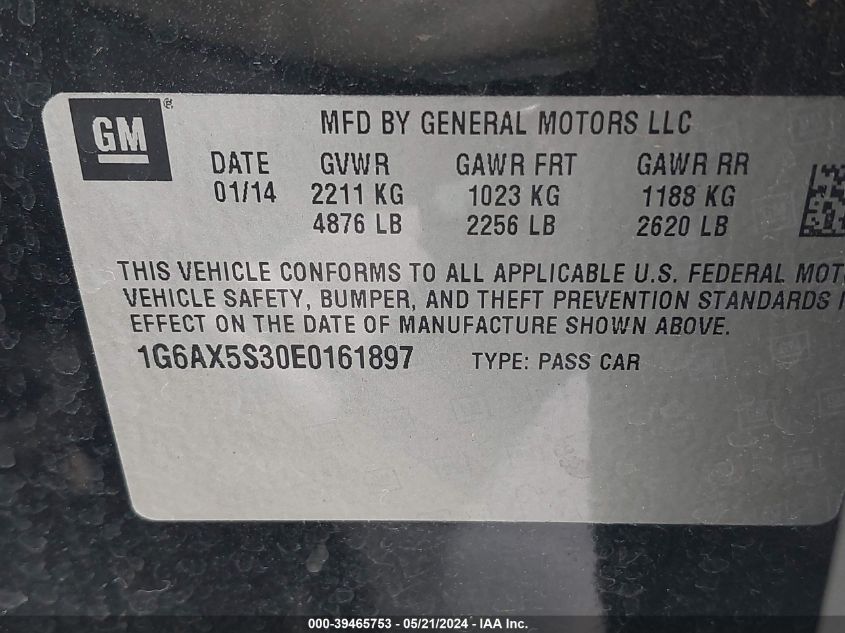 GM ®
MFD BY GENERAL MOTORS LLC
DATE GVWR GAWR FRT GAWR RR
01/14 2211 KG 1023 KG 1188 KG
4876 LB 2256 LB 2620 LB
THIS VEHICLE CONFORMS TO ALL APPLICABLE U.S. FEDERAL MOT
VEHICLE SAFETY, BUMPER, AND THEFT PREVENTION STANDARDS I
EFFECT ON THE DATE OF MANUFACTURE SHOWN ABOVE.
1G6AX5S30E0161897 TYPE: PASS CAR
000-39465753 - 05/21/2024 - IAA Inc.